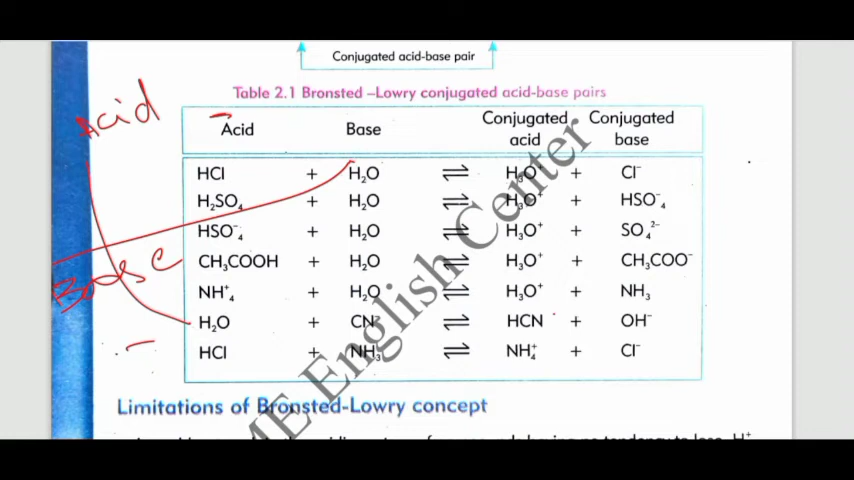 Conjugated acid-base pair
Table 2.1 Bronsted –Lowry conjugated acid-base pairs
Acid Base Conjugated acid Conjugated base
HCl + H₂O ⇌ H₃O⁺ + Cl⁻
H₂SO₄ + H₂O ⇌ H₃O⁺ + HSO⁻₄
HSO⁻₄ + H₂O ⇌ H₃O⁺ + SO₄²⁻
CH₃COOH + H₂O ⇌ H₃O⁺ + CH₃COO⁻
NH⁺₄ + H₂O ⇌ H₃O⁺ + NH₃
H₂O + CN⁻ ⇌ HCN + OH⁻
HCl + NH₃ ⇌ NH₄⁺ + Cl⁻
Acid
Base
Limitations of Bronsted-Lowry concept
ME English Center